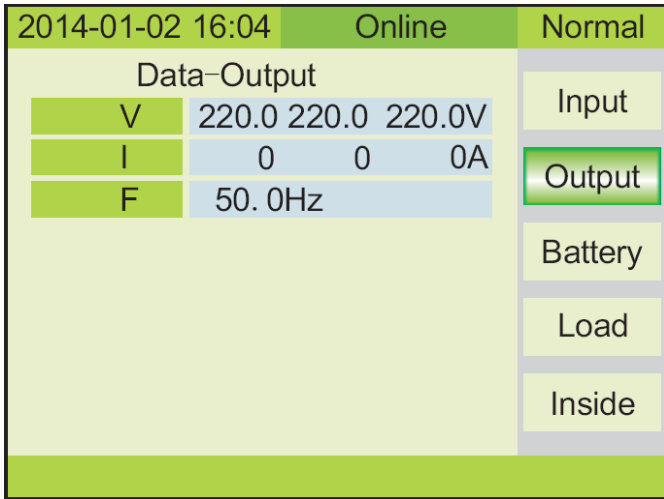 2014-01-02 16:04 Online Normal
Data-Output
V 220.0 220.0 220.0V
I 0 0 0A
F 50.0Hz
Input
Output
Battery
Load
Inside